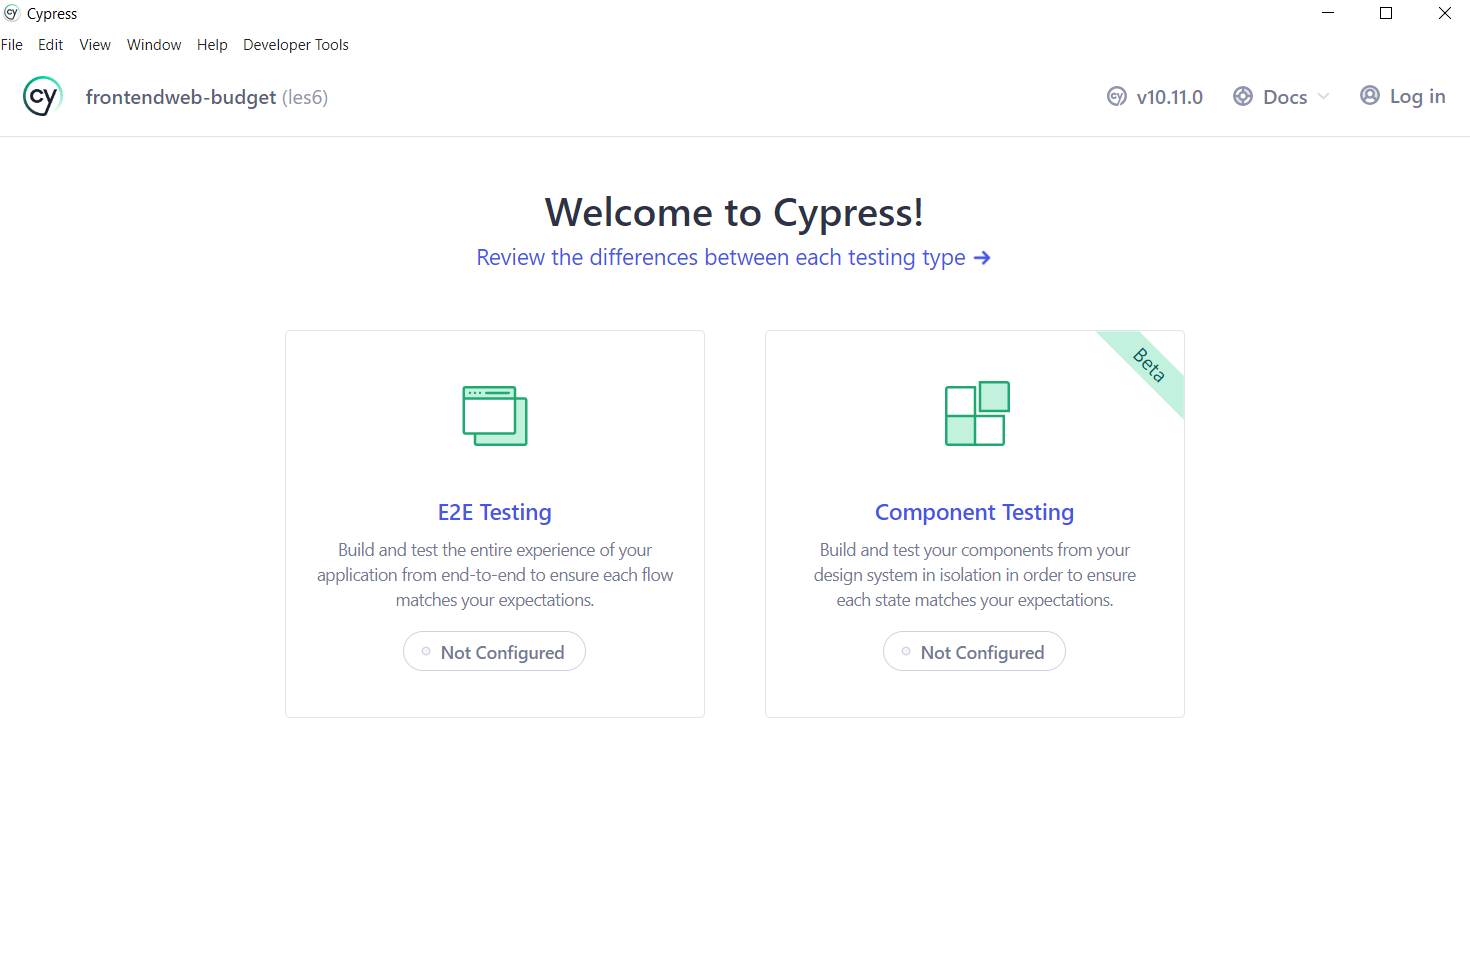 cy Cypress
File Edit View Window Help Developer Tools
cy frontendweb-budget (les6) cy v10.11.0 Docs Log in
Welcome to Cypress!
Review the differences between each testing type →
Beta
E2E Testing
Build and test the entire experience of your
application from end-to-end to ensure each flow
matches your expectations.
Not Configured
Component Testing
Build and test your components from your
design system in isolation in order to ensure
each state matches your expectations.
Not Configured